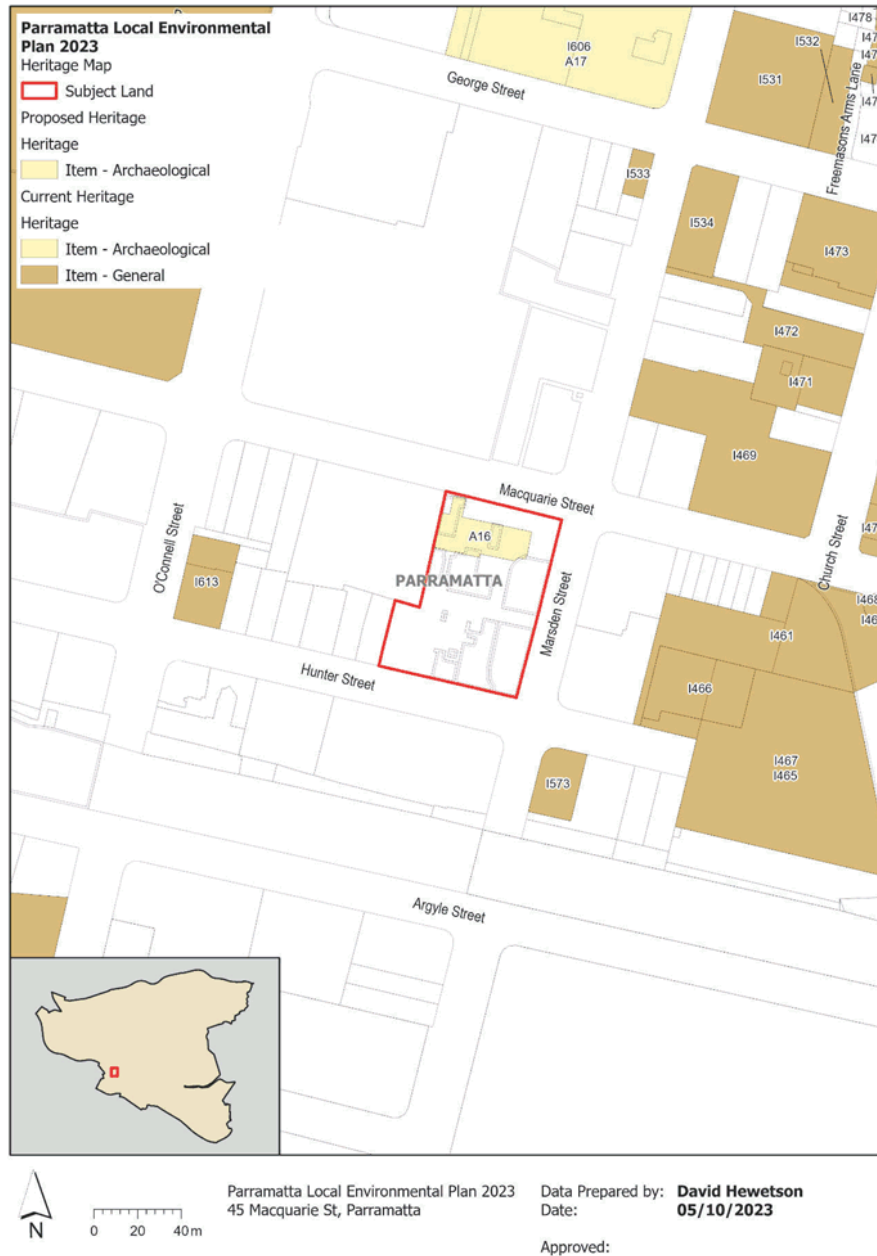 Parramatta Local Environmental
Plan 2023
Heritage Map
Subject Land
Proposed Heritage
Heritage
Item - Archaeological
Current Heritage
Heritage
Item - Archaeological
Item - General
I606
A17
George Street
I531
I532
Freemasons Arms Lane
I478
I533
I534
I473
I472
I471
I469
Macquarie Street
A16
PARRAMATTA
O'Connell Street
I613
Marsden Street
Church Street
I468
I461
I466
Hunter Street
I467
I465
I573
Argyle Street
N
0 20 40m
Parramatta Local Environmental Plan 2023
45 Macquarie St, Parramatta
Data Prepared by: David Hewetson
Date: 05/10/2023
Approved: